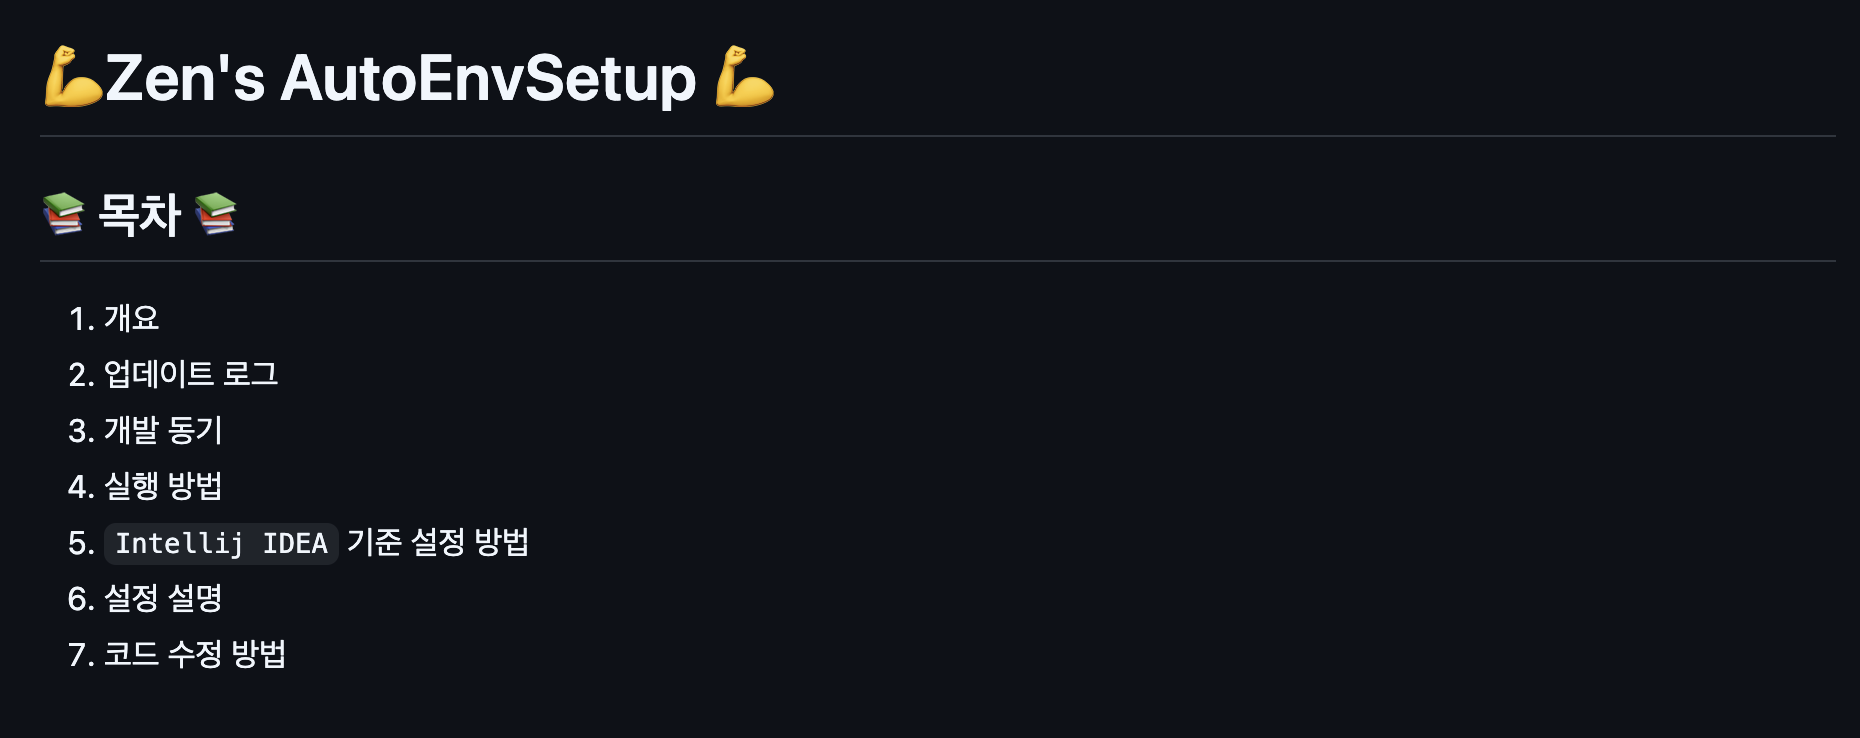 💪Zen's AutoEnvSetup 💪
📚 목차 📚
1. 개요
2. 업데이트 로그
3. 개발 동기
4. 실행 방법
5. Intellij IDEA 기준 설정 방법
6. 설정 설명
7. 코드 수정 방법